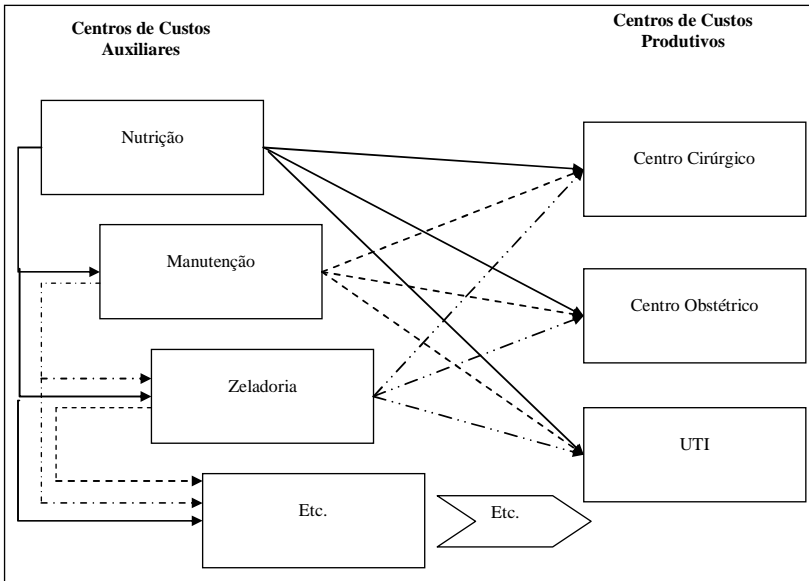 Centros de Custos
Auxiliares
Centros de Custos
Produtivos
Nutrição
Centro Cirúrgico
Manutenção
Centro Obstétrico
Zeladoria
UTI
Etc.
Etc.